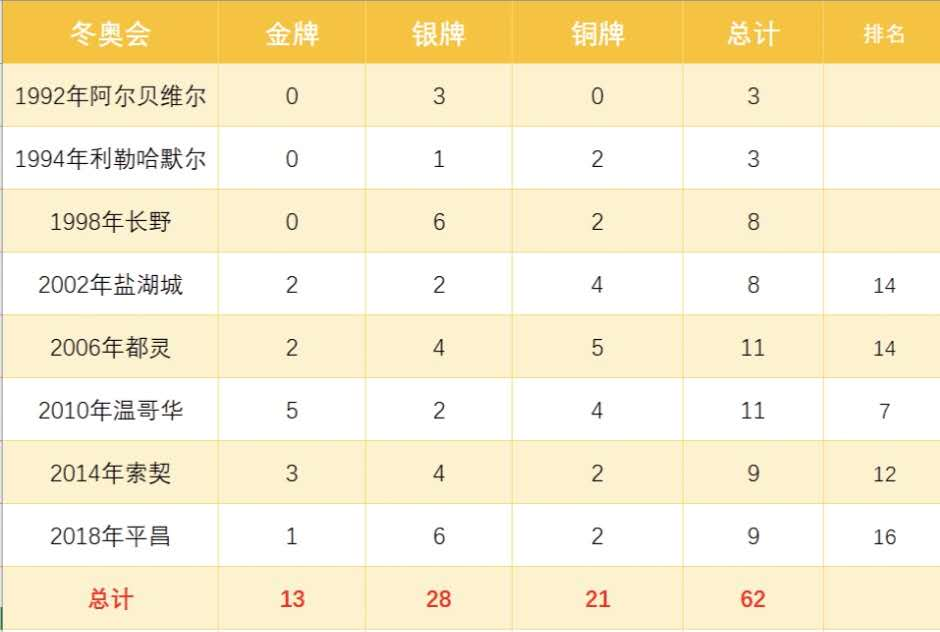 冬奥会 金牌 银牌 铜牌 总计 排名
1992年阿尔贝维尔 0 3 0 3
1994年利勒哈默尔 0 1 2 3
1998年长野 0 6 2 8
2002年盐湖城 2 2 4 8 14
2006年都灵 2 4 5 11 14
2010年温哥华 5 2 4 11 7
2014年索契 3 4 2 9 12
2018年平昌 1 6 2 9 16
总计 13 28 21 62